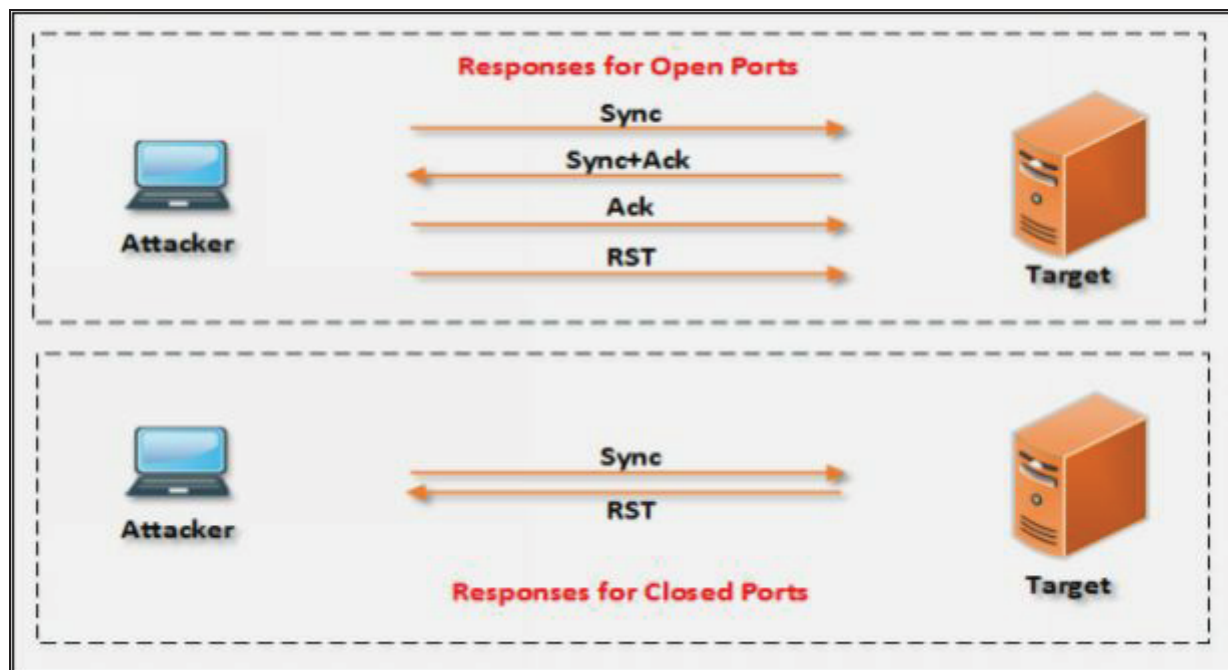 Responses for Open Ports
Sync
Sync+Ack
Ack
RST
Attacker
Target
Sync
RST
Attacker
Target
Responses for Closed Ports